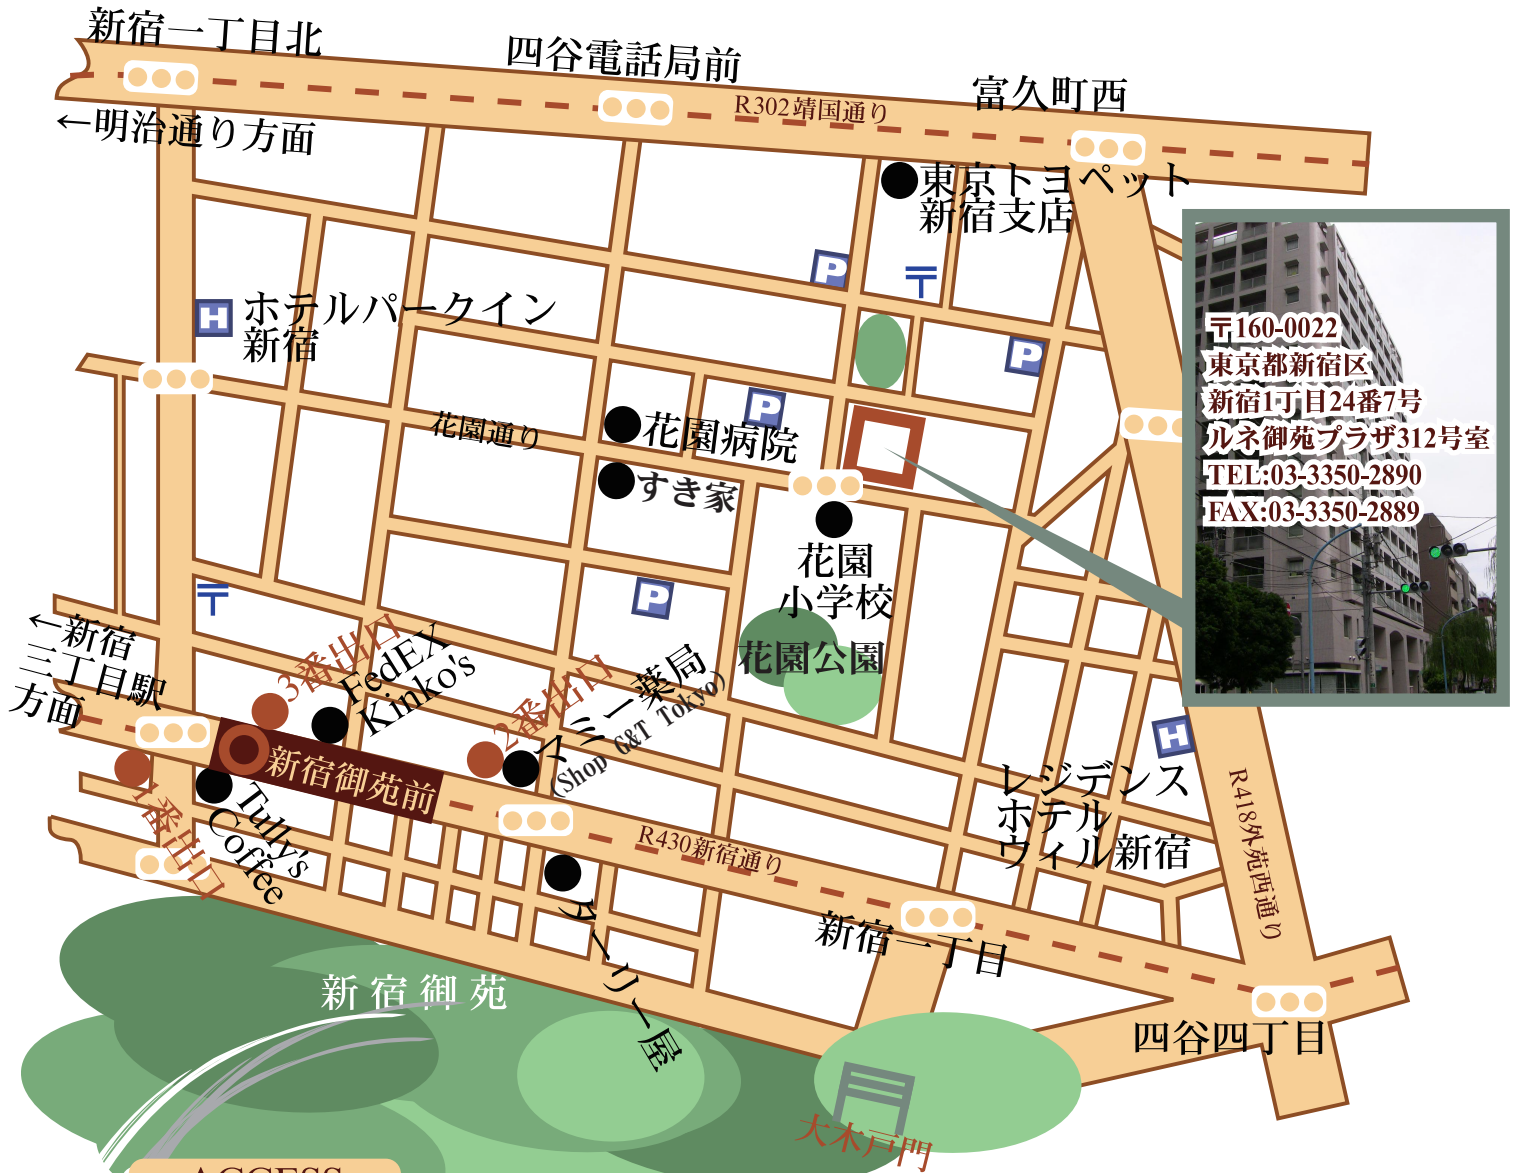 新宿一丁目北
四谷電話局前
富久町西
R302靖国通り
←明治通り方面
東京トヨペット
新宿支店
P
〒
H
ホテルパークイン
新宿
P
〒160-0022
東京都新宿区
新宿1丁目24番7号
ルネ御苑プラザ312号室
TEL:03-3350-2890
FAX:03-3350-2889
P
花園通り
花園病院
すき家
花園
小学校
〒
P
花園公園
←新宿
三丁目駅
方面
3番出口
FedEX
Kinko's
2番出口
マミー薬局
(Shop G&T Tokyo)
新宿御苑前
1番出口
Tully's
Coffee
H
レジデンス
ホテル
ウィル新宿
R418外苑西通り
R430新宿通り
ターリー屋
新宿一丁目
四谷四丁目
新宿御苑
大木戸門
ACCESS